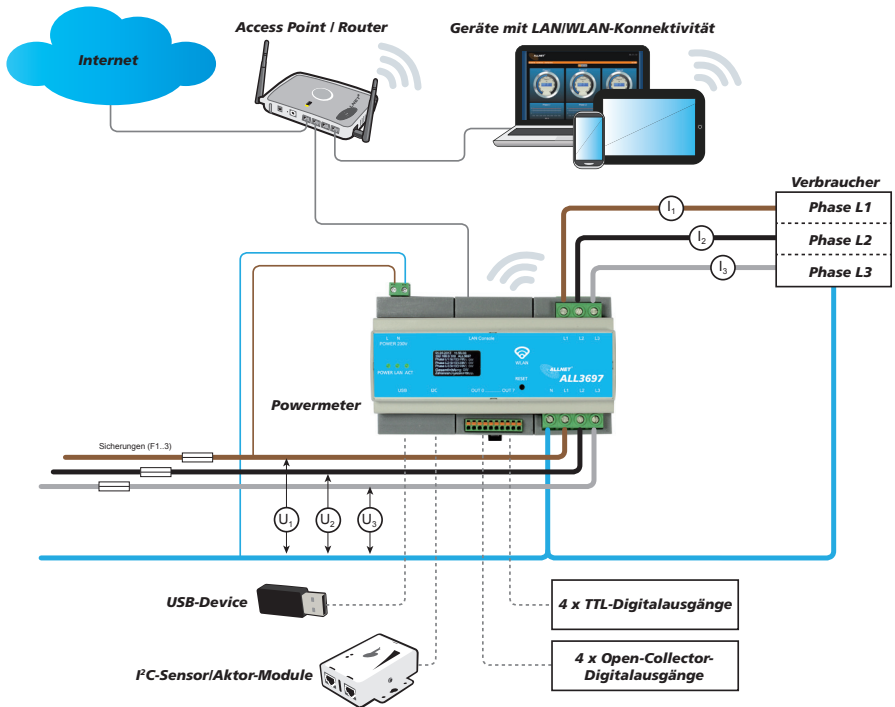 Access Point / Router
Geräte mit LAN/WLAN-Konnektivität
Internet
Verbraucher
Phase L1
Phase L2
Phase L3
I1
I2
I3
L N
POWER 230V
LAN Console
L1 L2 L3
WLAN
POWER LAN ACT
RESET
ALLNET
ALL3697
USB
I2C
OUT 0 ... OUT 7
N L1 L2 L3
Powermeter
Sicherungen (F1..3)
U1
U2
U3
USB-Device
4 x TTL-Digitalausgänge
I²C-Sensor/Aktor-Module
4 x Open-Collector-
Digitalausgänge